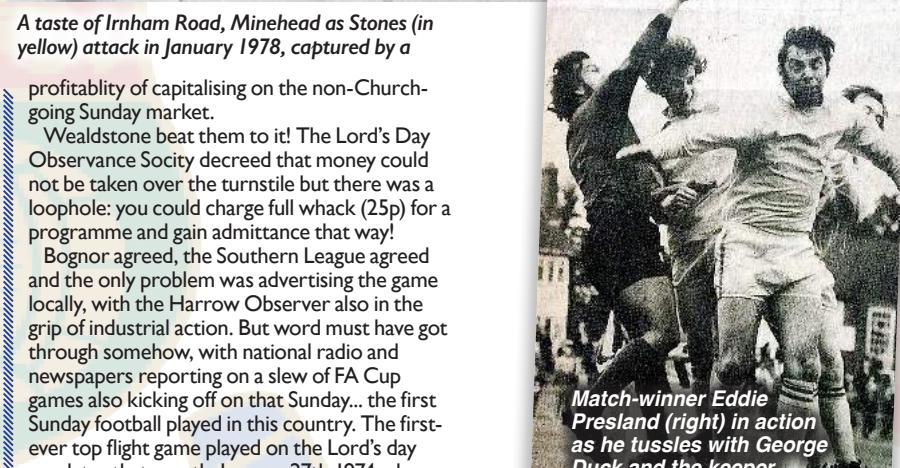 A taste of Irnham Road, Minehead as Stones (in
yellow) attack in January 1978, captured by a
profitablity of capitalising on the non-Church-
going Sunday market.
Wealdstone beat them to it! The Lord's Day
Observance Socity decreed that money could
not be taken over the turnstile but there was a
loophole: you could charge full whack (25p) for a
programme and gain admittance that way!
Bognor agreed, the Southern League agreed
and the only problem was advertising the game
locally, with the Harrow Observer also in the
grip of industrial action. But word must have got
through somehow, with national radio and
newspapers reporting on a slew of FA Cup
games also kicking off on that Sunday... the first
Sunday football played in this country. The first-
ever top flight game played on the Lord's day
27th 1974
Match-winner Eddie
Presland (right) in action
as he tussles with George
Duck and the keeper